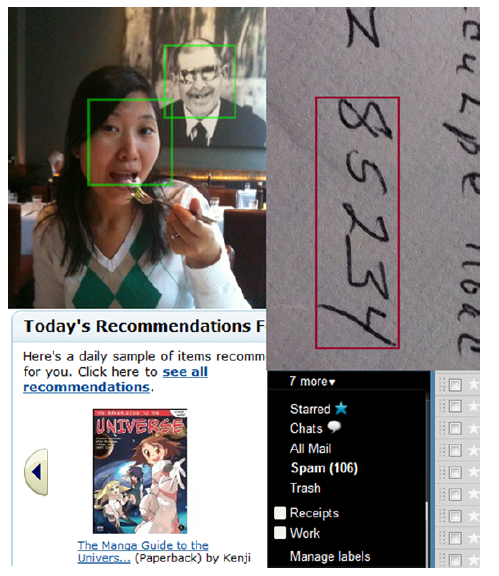 85234
Today's Recommendations F
Here's a daily sample of items recomm
for you. Click here to see all
recommendations.
UNIVERSE
The Manga Guide to the
Univers... (Paperback) by Kenji
7 more▾
Starred
Chats
All Mail
Spam (106)
Trash
Receipts
Work
Manage labels